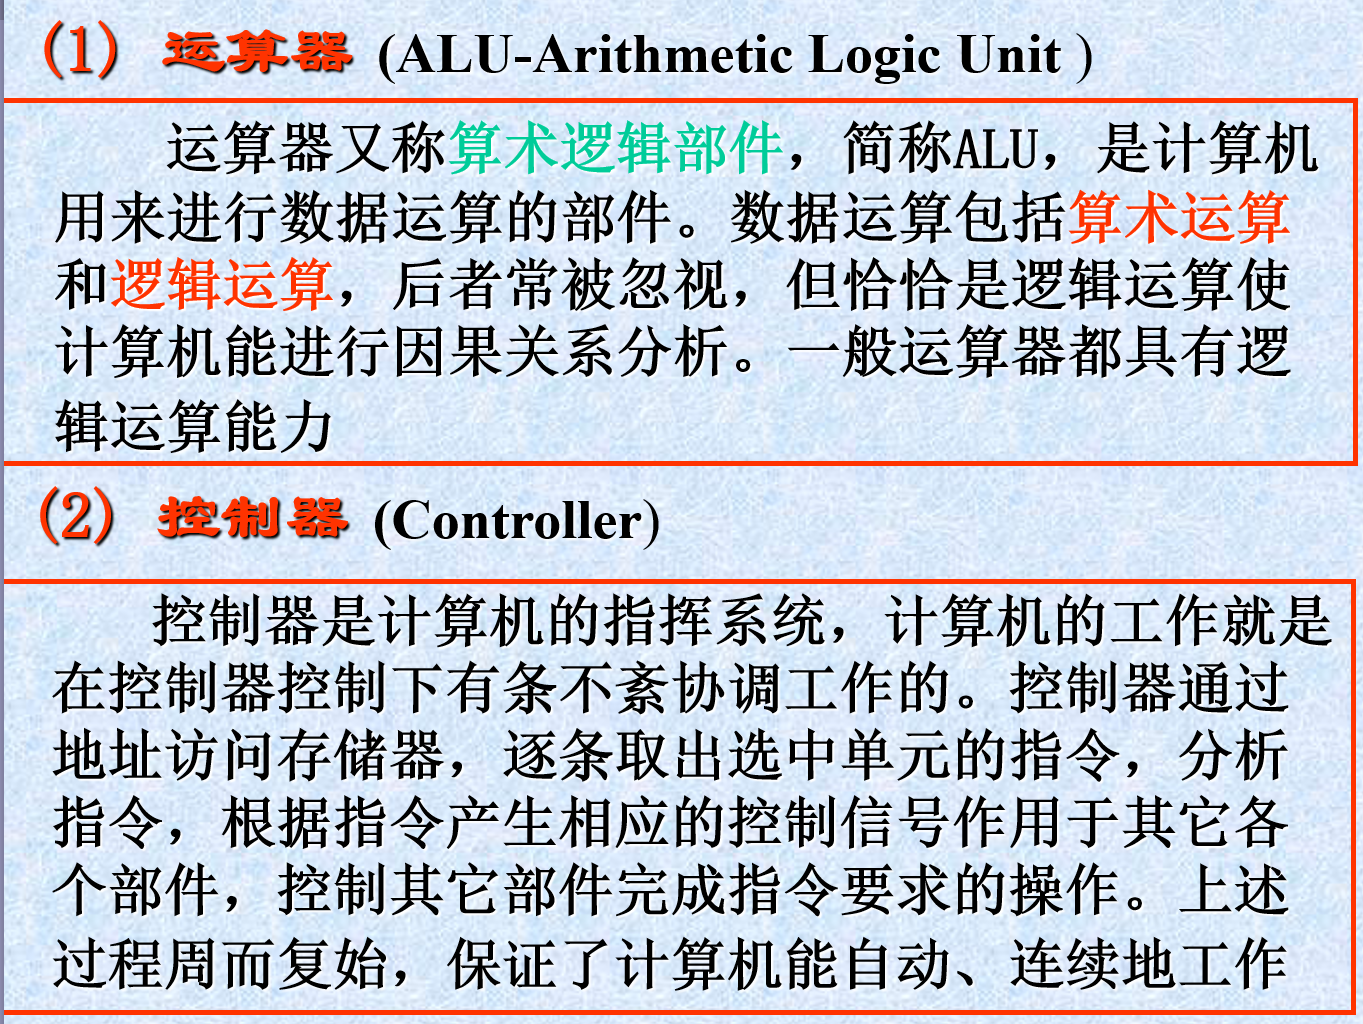 (1) 运算器 (ALU-Arithmetic Logic Unit )
运算器又称算术逻辑部件，简称ALU，是计算机
用来进行数据运算的部件。数据运算包括算术运算
和逻辑运算，后者常被忽视，但恰恰是逻辑运算使
计算机能进行因果关系分析。一般运算器都具有逻
辑运算能力
(2) 控制器 (Controller)
控制器是计算机的指挥系统，计算机的工作就是
在控制器控制下有条不紊协调工作的。控制器通过
地址访问存储器，逐条取出选中单元的指令，分析
指令，根据指令产生相应的控制信号作用于其它各
个部件，控制其它部件完成指令要求的操作。上述
过程周而复始，保证了计算机能自动、连续地工作